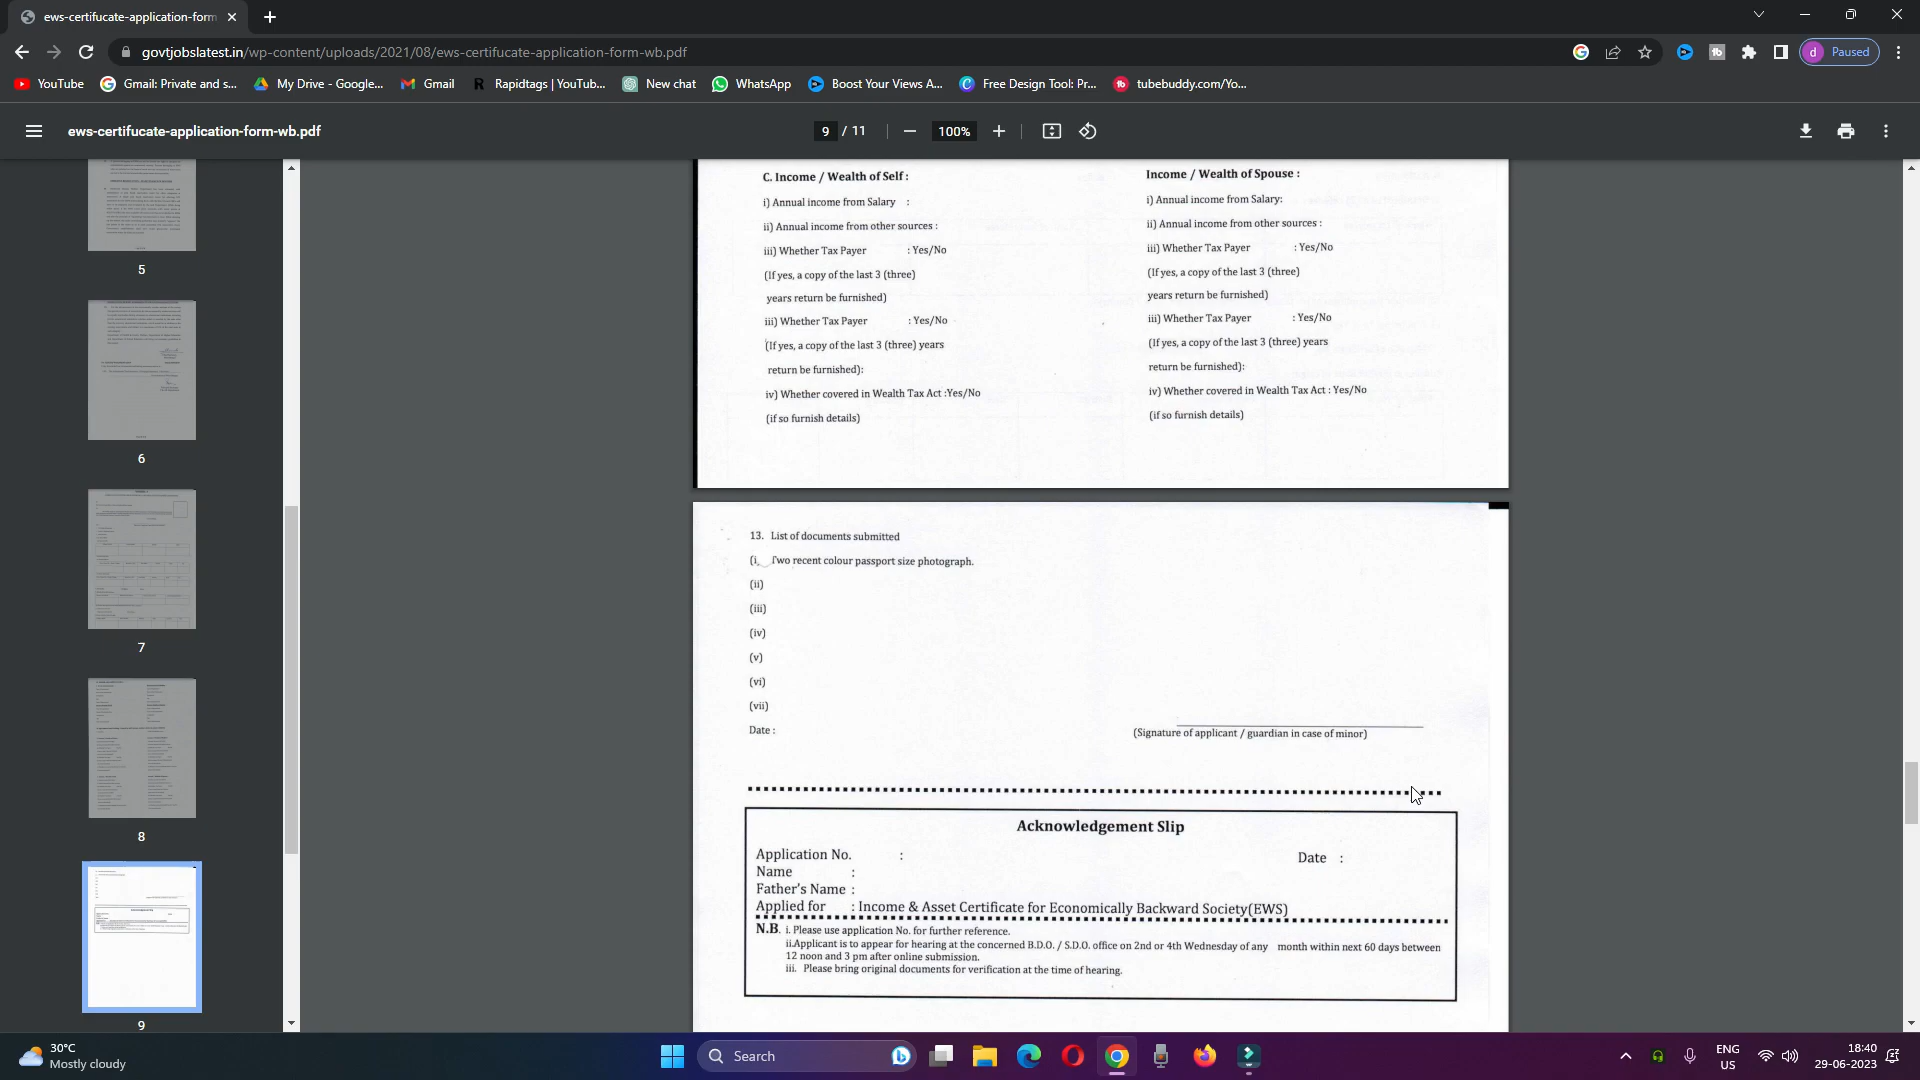 ews-certifucate-application-form
govtjobslatest.in/wp-content/uploads/2021/08/ews-certifucate-application-form-wb.pdf
Paused
YouTube
Gmail: Private and s...
My Drive - Google...
Gmail
Rapidtags | YouTub...
New chat
WhatsApp
Boost Your Views A...
Free Design Tool: Pr...
tubebuddy.com/Yo...
ews-certifucate-application-form-wb.pdf
9 / 11
100%
5
6
7
8
9
C. Income / Wealth of Self :
i) Annual income from Salary :
ii) Annual income from other sources :
iii) Whether Tax Payer : Yes/No
(If yes, a copy of the last 3 (three)
years return be furnished)
iii) Whether Tax Payer : Yes/No
(If yes, a copy of the last 3 (three) years
return be furnished):
iv) Whether covered in Wealth Tax Act :Yes/No
(if so furnish details)
Income / Wealth of Spouse :
i) Annual income from Salary:
ii) Annual income from other sources :
iii) Whether Tax Payer : Yes/No
(If yes, a copy of the last 3 (three)
years return be furnished)
iii) Whether Tax Payer : Yes/No
(If yes, a copy of the last 3 (three) years
return be furnished):
iv) Whether covered in Wealth Tax Act : Yes/No
(if so furnish details)
13. List of documents submitted
(i. Two recent colour passport size photograph.
(ii)
(iii)
(iv)
(v)
(vi)
(vii)
Date :
(Signature of applicant / guardian in case of minor)
Acknowledgement Slip
Application No. :
Date :
Name :
Father's Name :
Applied for : Income & Asset Certificate for Economically Backward Society(EWS)
N.B. i. Please use application No. for further reference.
ii.Applicant is to appear for hearing at the concerned B.D.O. / S.D.O. office on 2nd or 4th Wednesday of any month within next 60 days between
12 noon and 3 pm after online submission.
iii. Please bring original documents for verification at the time of hearing.
30°C
Mostly cloudy
Search
ENG
US
18:40
29-06-2023